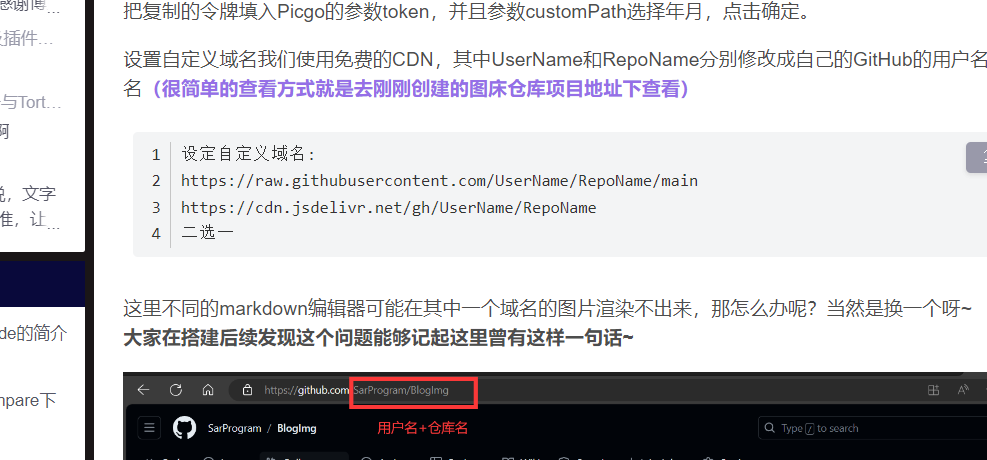 把复制的令牌填入Picgo的参数token，并且参数customPath选择年月，点击确定。
设置自定义域名我们使用免费的CDN，其中UserName和RepoName分别修改成自己的GitHub的用户名
名（很简单的查看方式就是去刚刚创建的图床仓库项目地址下查看）
及插件...
与Tort...
啊
说，文字
准，让...
1 设定自定义域名:
2 https://raw.githubusercontent.com/UserName/RepoName/main
3 https://cdn.jsdelivr.net/gh/UserName/RepoName
4 二选一
这里不同的markdown编辑器可能在其中一个域名的图片渲染不出来，那怎么办呢？当然是换一个呀~
大家在搭建后续发现这个问题能够记起这里曾有这样一句话~
de的简介
npare下
https://github.com/SarProgram/BlogImg
SarProgram / BlogImg
用户名+仓库名
Type / to search